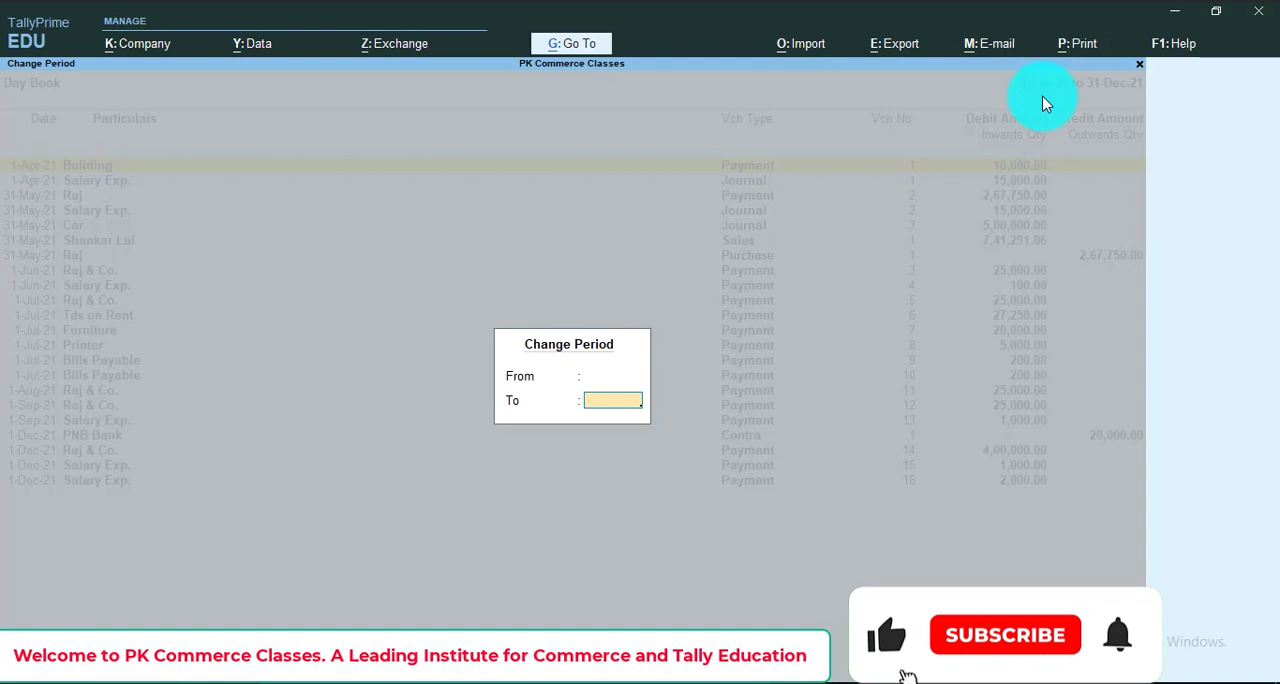 TallyPrime
EDU
MANAGE
K: Company
Y: Data
Z: Exchange
G: Go To
O: Import
E: Export
M: E-mail
P: Print
F1: Help
Change Period
PK Commerce Classes
Day Book
to 31-Dec-21
Date Particulars Vch Type Vch No Debit Credit Amount
Inwards Qty Outwards Qty
1-Apr-21 Buliding Payment 1 10,000.00
1-Apr-21 Salary Exp. Journal 1 15,000.00
31-May-21 Raj Payment 2 2,67,750.00
31-May-21 Salary Exp. Journal 2 15,000.00
31-May-21 Car Journal 3 5,00,000.00
31-May-21 Shankar Lal Sales 1 7,41,291.06
31-May-21 Raj Purchase 1 2,67,750.00
1-Jun-21 Raj & Co. Payment 3 25,000.00
1-Jun-21 Salary Exp. Payment 4 100.00
1-Jul-21 Raj & Co. Payment 5 25,000.00
1-Jul-21 Tds on Rent Payment 6 27,250.00
1-Jul-21 Furniture Payment 7 20,000.00
1-Jul-21 Printer Payment 8 5,000.00
1-Jul-21 Bills Payable Payment 9 200.00
1-Jul-21 Bills Payable Payment 10 200.00
1-Aug-21 Raj & Co. Payment 11 25,000.00
1-Sep-21 Raj & Co. Payment 12 25,000.00
1-Sep-21 Salary Exp. Payment 13 1,000.00
1-Dec-21 PNB Bank Contra 1 20,000.00
1-Dec-21 Raj & Co. Payment 14 4,00,000.00
1-Dec-21 Salary Exp. Payment 15 1,000.00
1-Dec-21 Salary Exp. Payment 16 2,000.00
Change Period
From :
To :
SUBSCRIBE
Windows.
Welcome to PK Commerce Classes. A Leading Institute for Commerce and Tally Education